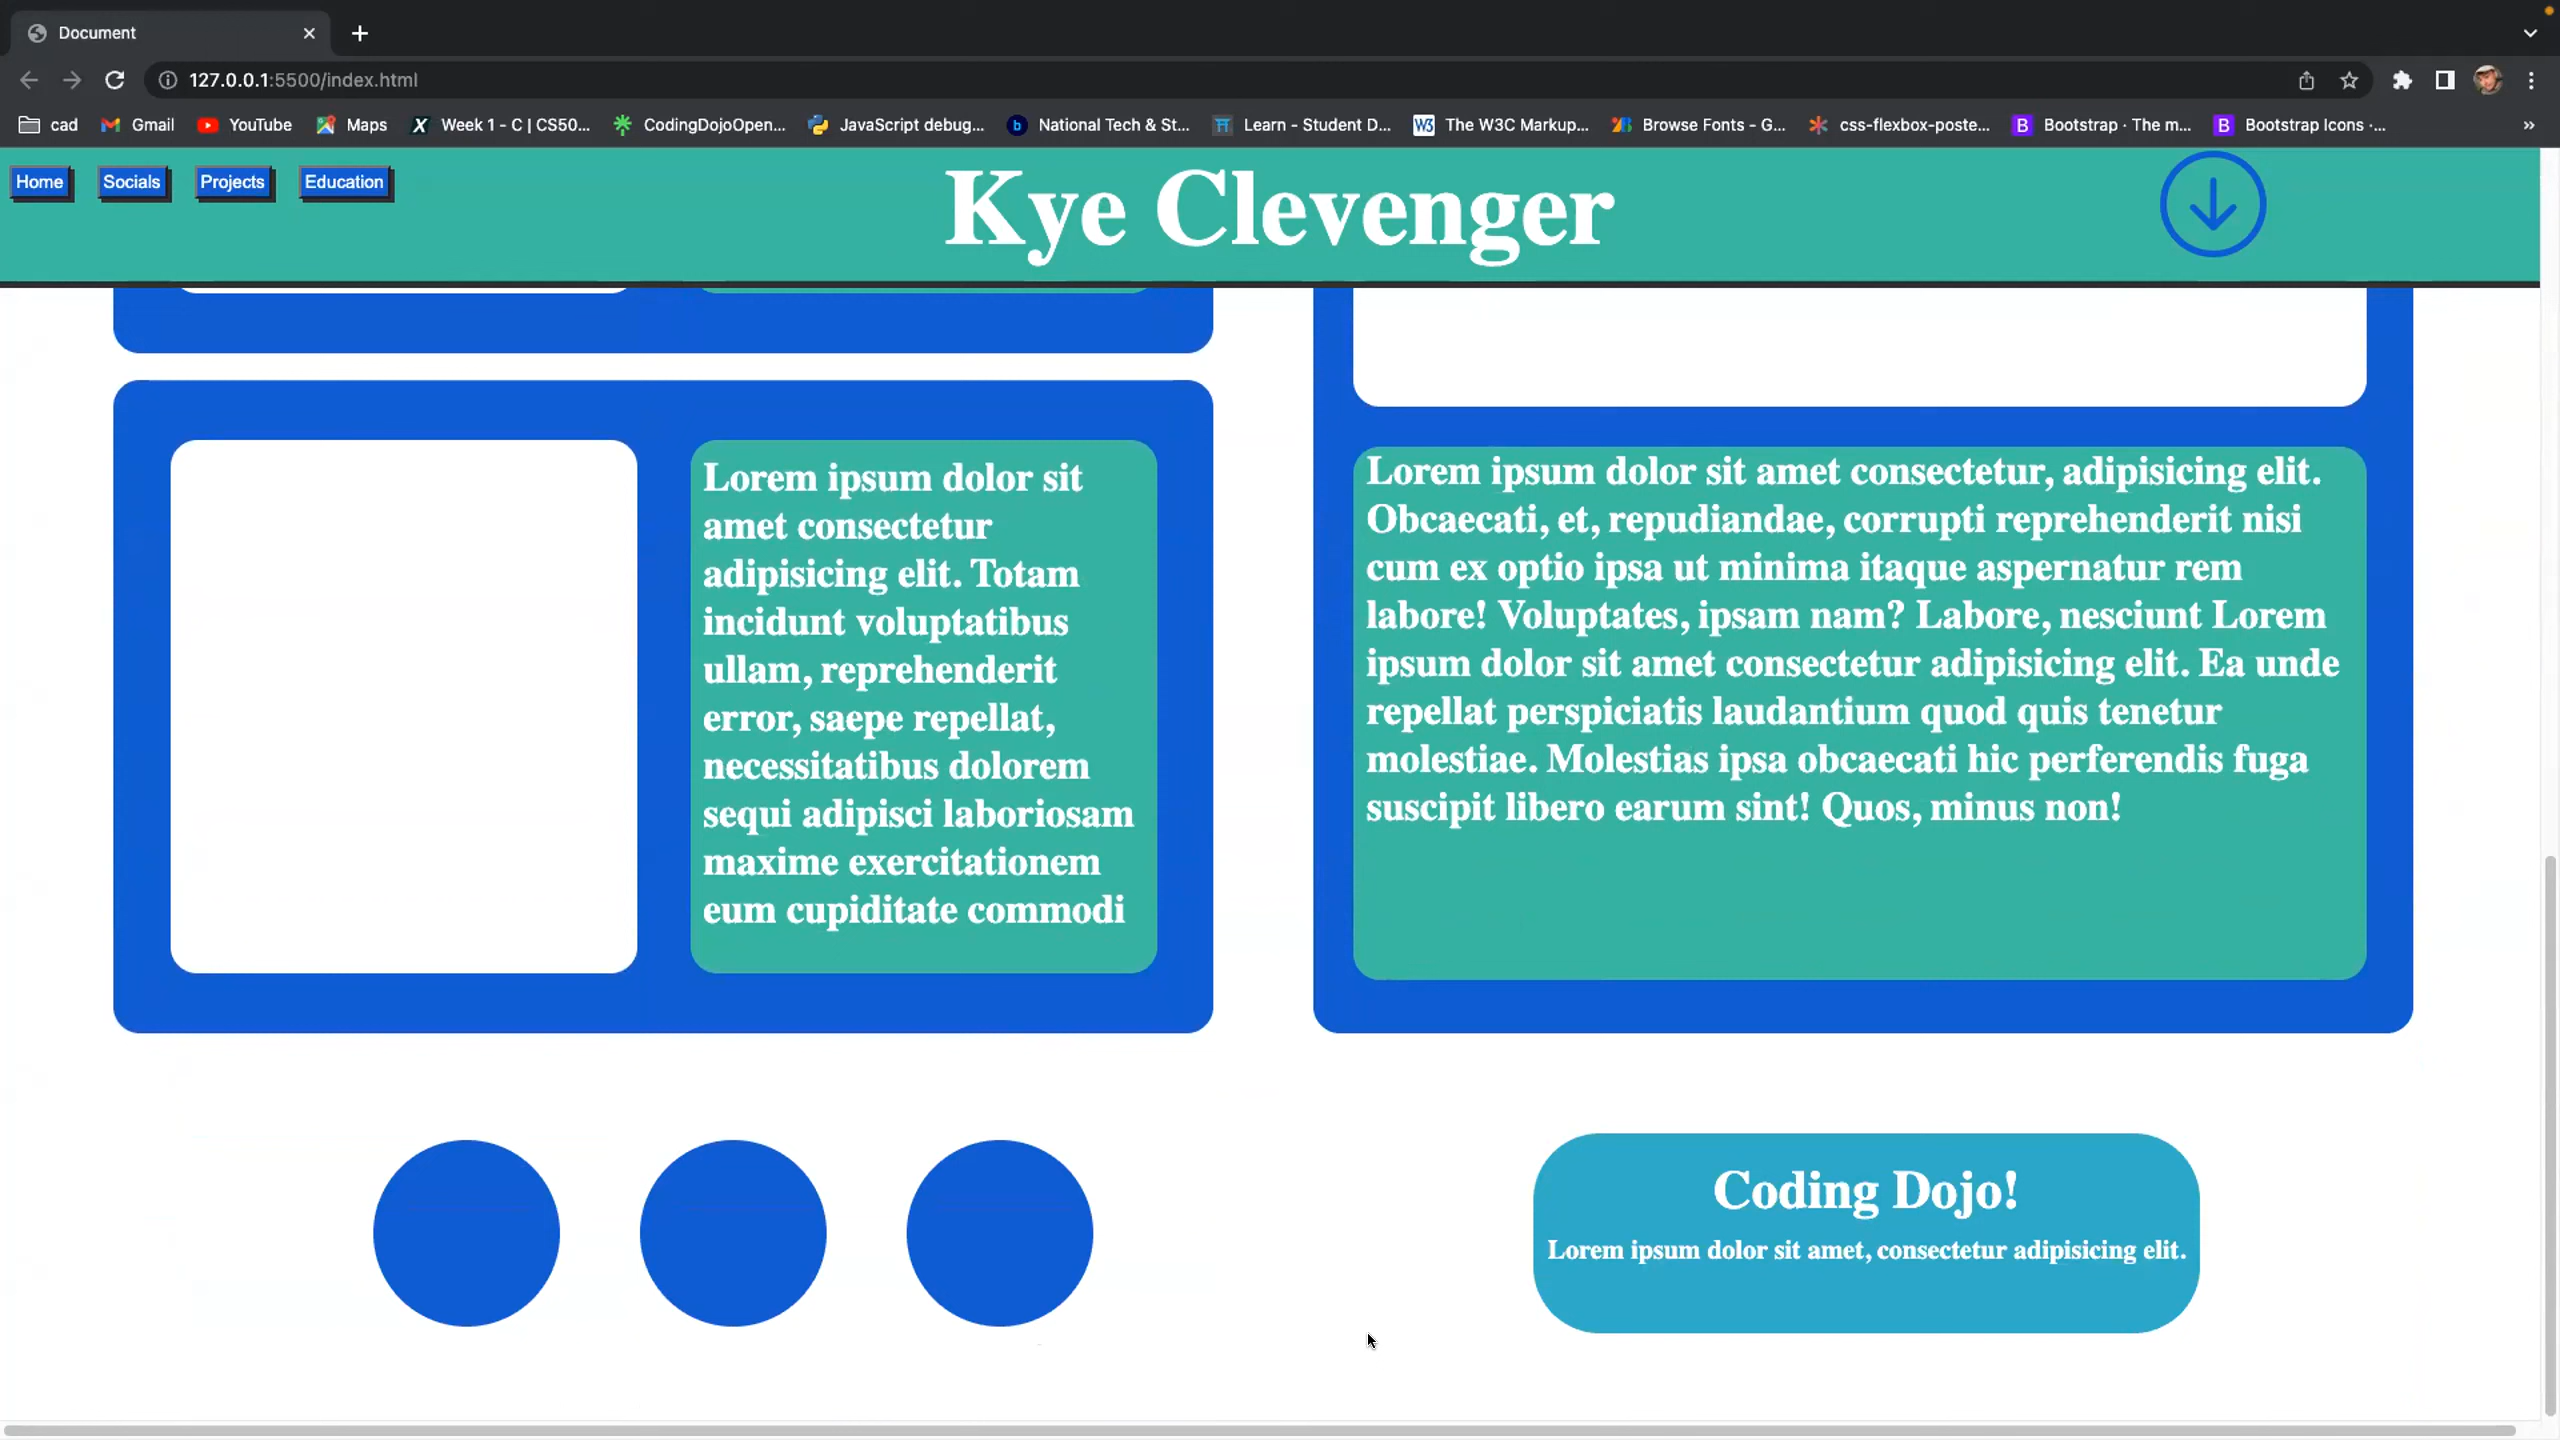 Document
127.0.0.1:5500/index.html
cad
Gmail
YouTube
Maps
Week 1 - C | CS50...
CodingDojoOpen...
JavaScript debug...
National Tech & St...
Learn - Student D...
The W3C Markup...
Browse Fonts - G...
css-flexbox-poste...
Bootstrap · The m...
Bootstrap Icons ·...
Home
Socials
Projects
Education
Kye Clevenger
Lorem ipsum dolor sit
amet consectetur
adipisicing elit. Totam
incidunt voluptatibus
ullam, reprehenderit
error, saepe repellat,
necessitatibus dolorem
sequi adipisci laboriosam
maxime exercitationem
eum cupiditate commodi
Lorem ipsum dolor sit amet consectetur, adipisicing elit.
Obcaecati, et, repudiandae, corrupti reprehenderit nisi
cum ex optio ipsa ut minima itaque aspernatur rem
labore! Voluptates, ipsam nam? Labore, nesciunt Lorem
ipsum dolor sit amet consectetur adipisicing elit. Ea unde
repellat perspiciatis laudantium quod quis tenetur
molestiae. Molestias ipsa obcaecati hic perferendis fuga
suscipit libero earum sint! Quos, minus non!
Coding Dojo!
Lorem ipsum dolor sit amet, consectetur adipisicing elit.